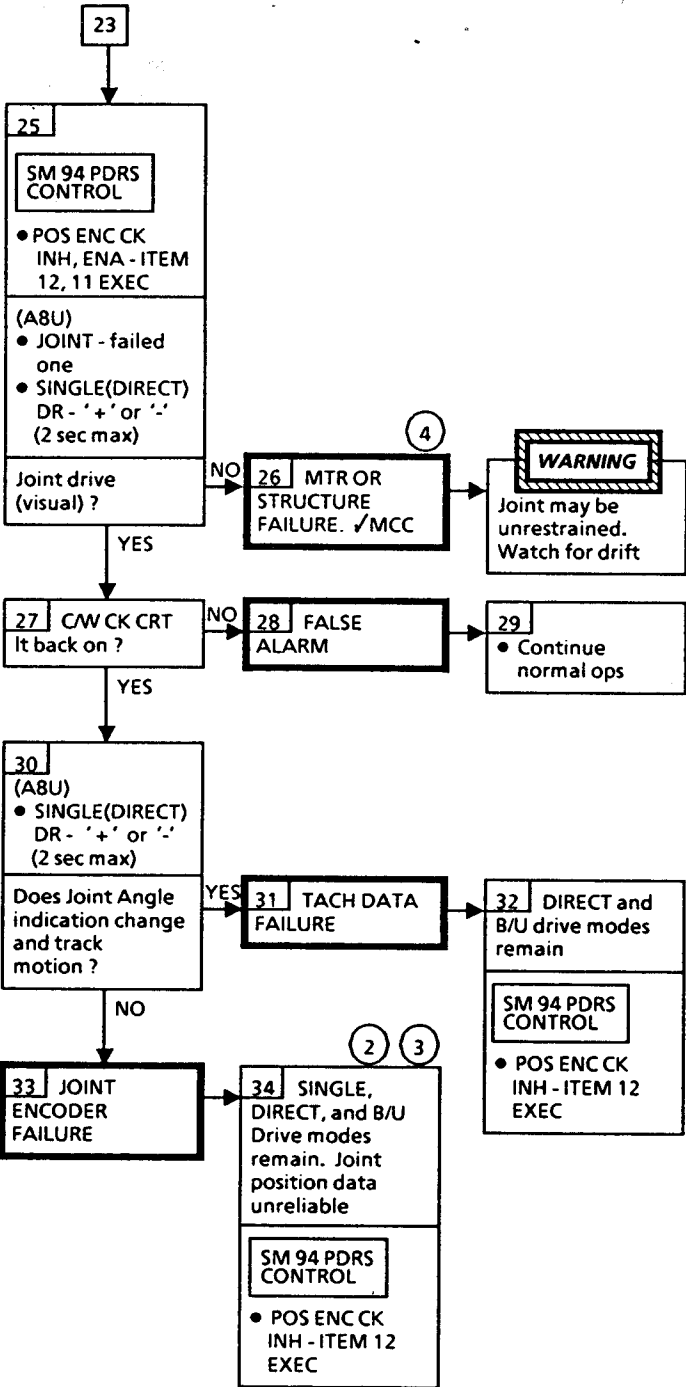 23
25
SM 94 PDRS
CONTROL
• POS ENC CK
INH, ENA - ITEM
12, 11 EXEC
(A8U)
• JOINT - failed
one
• SINGLE(DIRECT)
DR - '+' or '-'
(2 sec max)
Joint drive
(visual) ?
NO
YES
4
26 MTR OR
STRUCTURE
FAILURE. ✓MCC
WARNING
Joint may be
unrestrained.
Watch for drift
27 C/W CK CRT
lt back on ?
NO
YES
28 FALSE
ALARM
29
• Continue
normal ops
30
(A8U)
• SINGLE(DIRECT)
DR - '+' or '-'
(2 sec max)
Does Joint Angle
indication change
and track
motion ?
YES
NO
31 TACH DATA
FAILURE
32 DIRECT and
B/U drive modes
remain
SM 94 PDRS
CONTROL
• POS ENC CK
INH - ITEM 12
EXEC
33 JOINT
ENCODER
FAILURE
2 3
34 SINGLE,
DIRECT, and B/U
Drive modes
remain. Joint
position data
unreliable
SM 94 PDRS
CONTROL
• POS ENC CK
INH - ITEM 12
EXEC